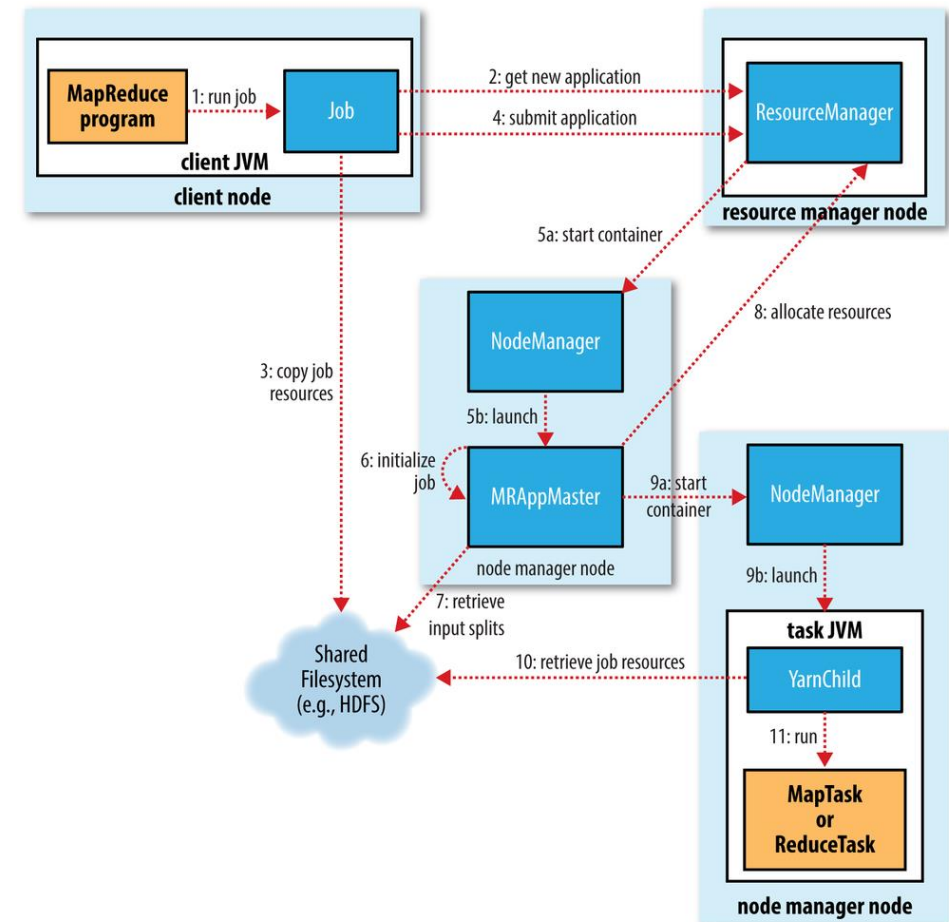 MapReduce
program
1: run job
Job
client JVM
client node
2: get new application
4: submit application
ResourceManager
resource manager node
5a: start container
3: copy job
resources
NodeManager
5b: launch
6: initialize
job
MRAppMaster
node manager node
8: allocate resources
9a: start
container
NodeManager
9b: launch
7: retrieve
input splits
Shared
Filesystem
(e.g., HDFS)
10: retrieve job resources
task JVM
YarnChild
11: run
MapTask
or
ReduceTask
node manager node